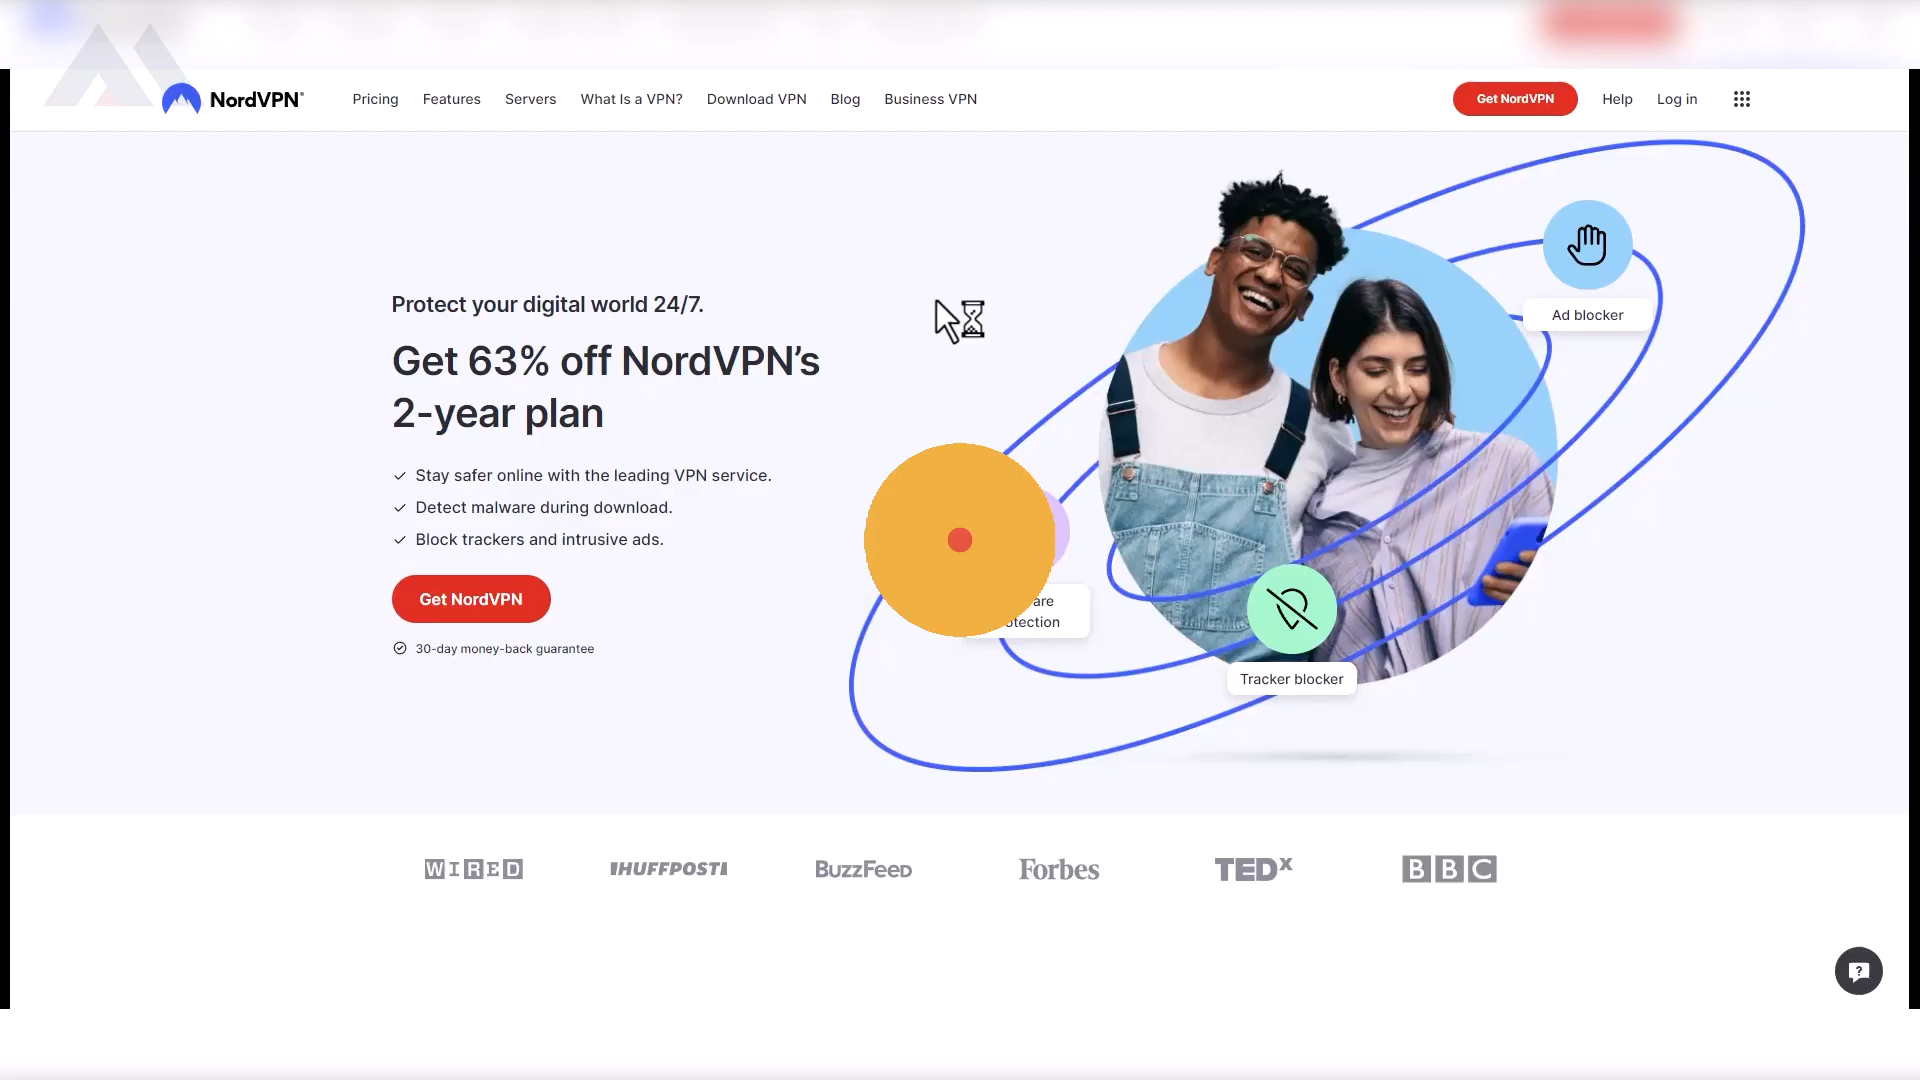 NordVPN®
Pricing
Features
Servers
What Is a VPN?
Download VPN
Blog
Business VPN
Get NordVPN
Help
Log in
Protect your digital world 24/7.
Get 63% off NordVPN’s
2-year plan
Stay safer online with the leading VPN service.
Detect malware during download.
Block trackers and intrusive ads.
Get NordVPN
30-day money-back guarantee
Ad blocker
Tracker blocker
WIRED
HUFFPOST
BuzzFeed
Forbes
TEDx
BBC